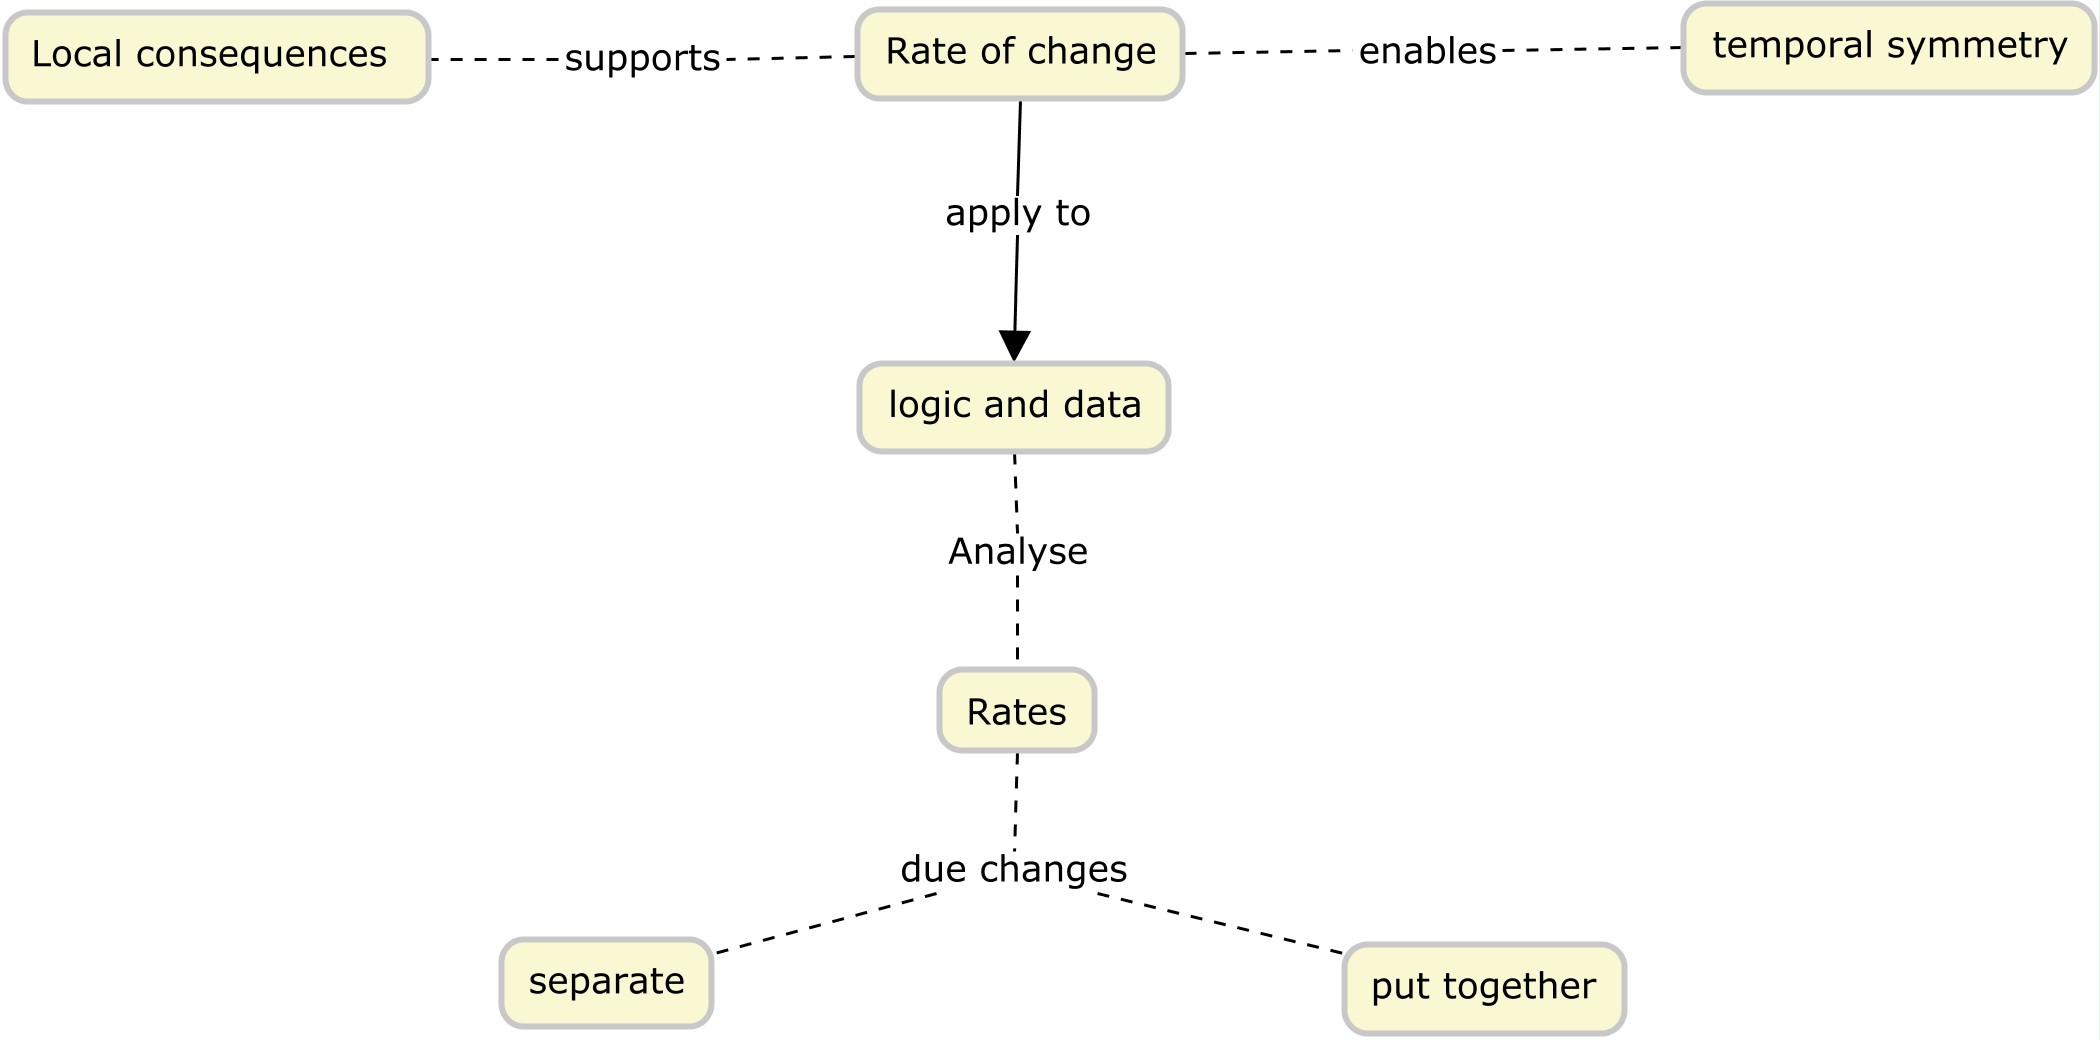 Local consequences
supports
Rate of change
enables
temporal symmetry
apply to
logic and data
Analyse
Rates
due changes
separate
put together